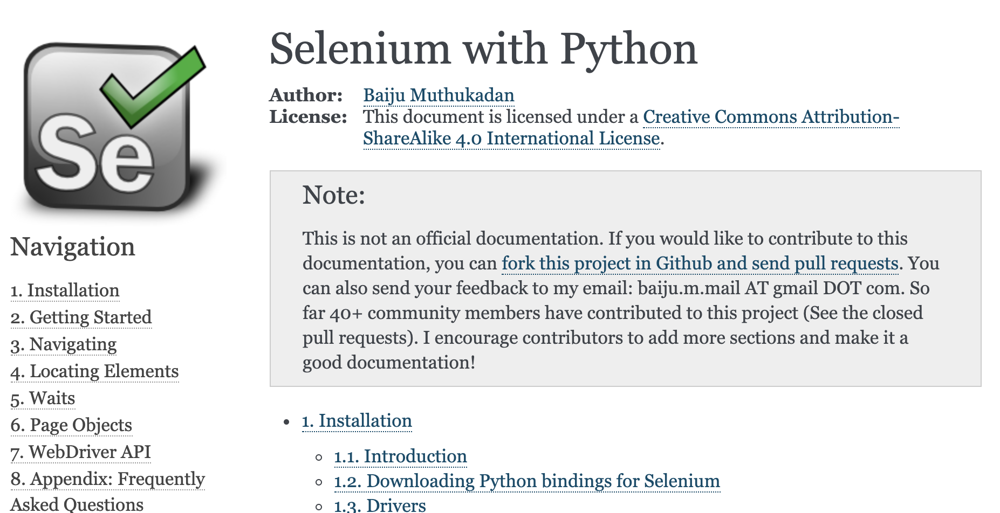 Se
Navigation
1. Installation
2. Getting Started
3. Navigating
4. Locating Elements
5. Waits
6. Page Objects
7. WebDriver API
8. Appendix: Frequently
Asked Questions
Selenium with Python
Author: Baiju Muthukadan
License: This document is licensed under a Creative Commons Attribution-
ShareAlike 4.0 International License.
Note:
This is not an official documentation. If you would like to contribute to this
documentation, you can fork this project in Github and send pull requests. You
can also send your feedback to my email: baiju.m.mail AT gmail DOT com. So
far 40+ community members have contributed to this project (See the closed
pull requests). I encourage contributors to add more sections and make it a
good documentation!
• 1. Installation
◦ 1.1. Introduction
◦ 1.2. Downloading Python bindings for Selenium
◦ 1.3. Drivers